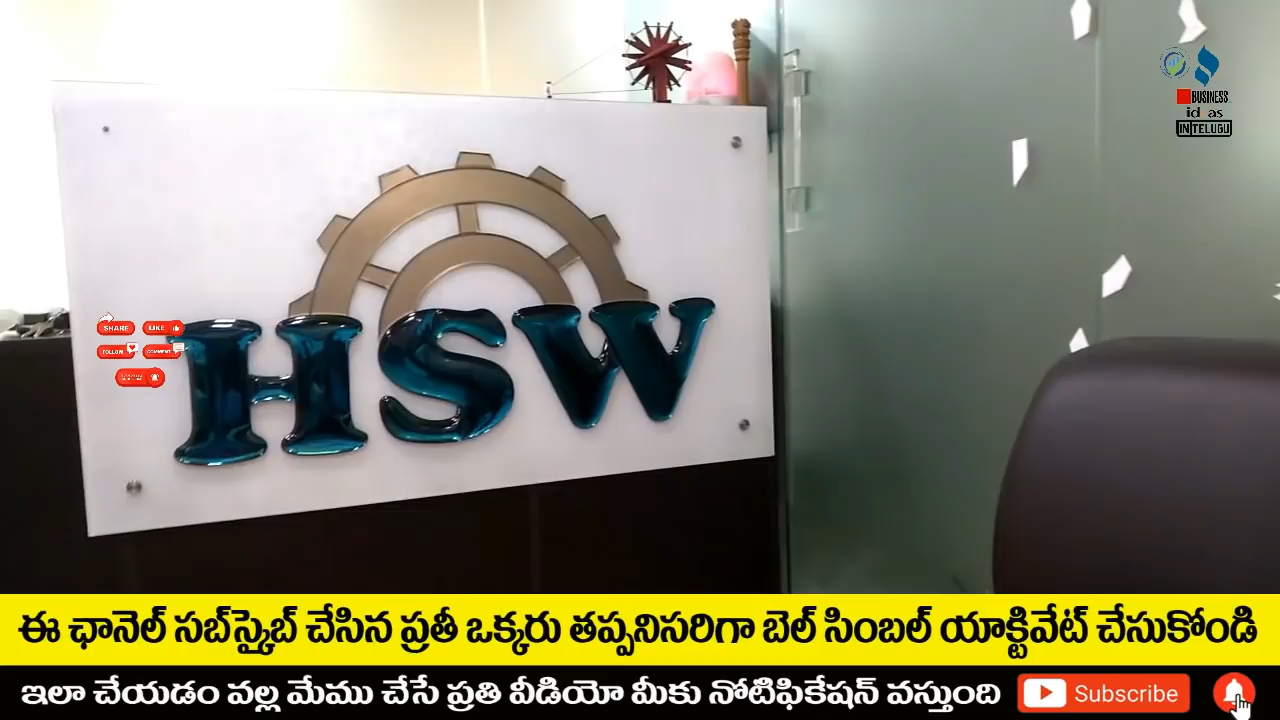 BUSINESS
id as
IN TELUGU
SHARE
LIKE
FOLLOW
COMMENT
HSW
ఈ ఛానెల్ సబ్‌స్క్రైబ్ చేసిన ప్రతీ ఒక్కరు తప్పనిసరిగా బెల్ సింబల్ యాక్టివేట్ చేసుకోండి
ఇలా చేయడం వల్ల మేము చేసే ప్రతి వీడియో మీకు నోటిఫికేషన్ వస్తుంది
Subscribe